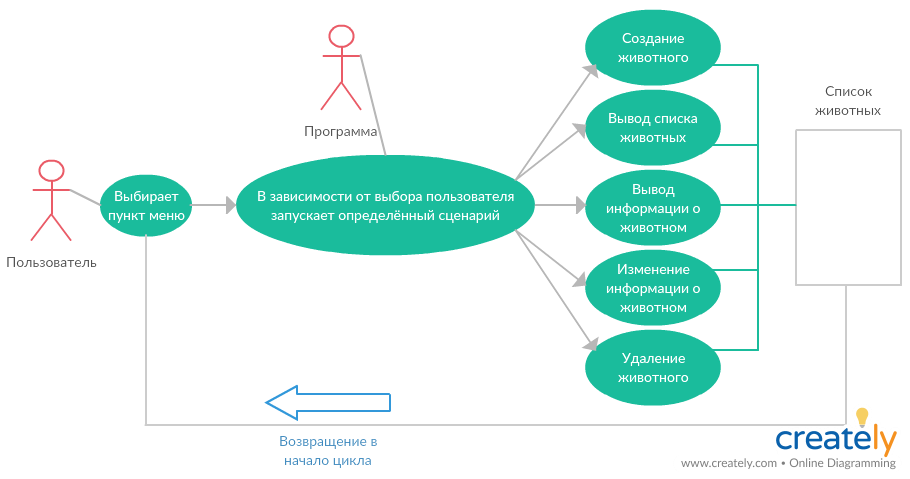 Создание
животного
Список
животных
Программа
Вывод списка
животных
Выбирает
пункт меню
В зависимости от выбора пользователя
запускает определённый сценарий
Вывод
информации о
животном
Пользователь
Изменение
информации о
животном
Удаление
животного
Возвращение в
начало цикла
creately
www.creately.com • Online Diagramming